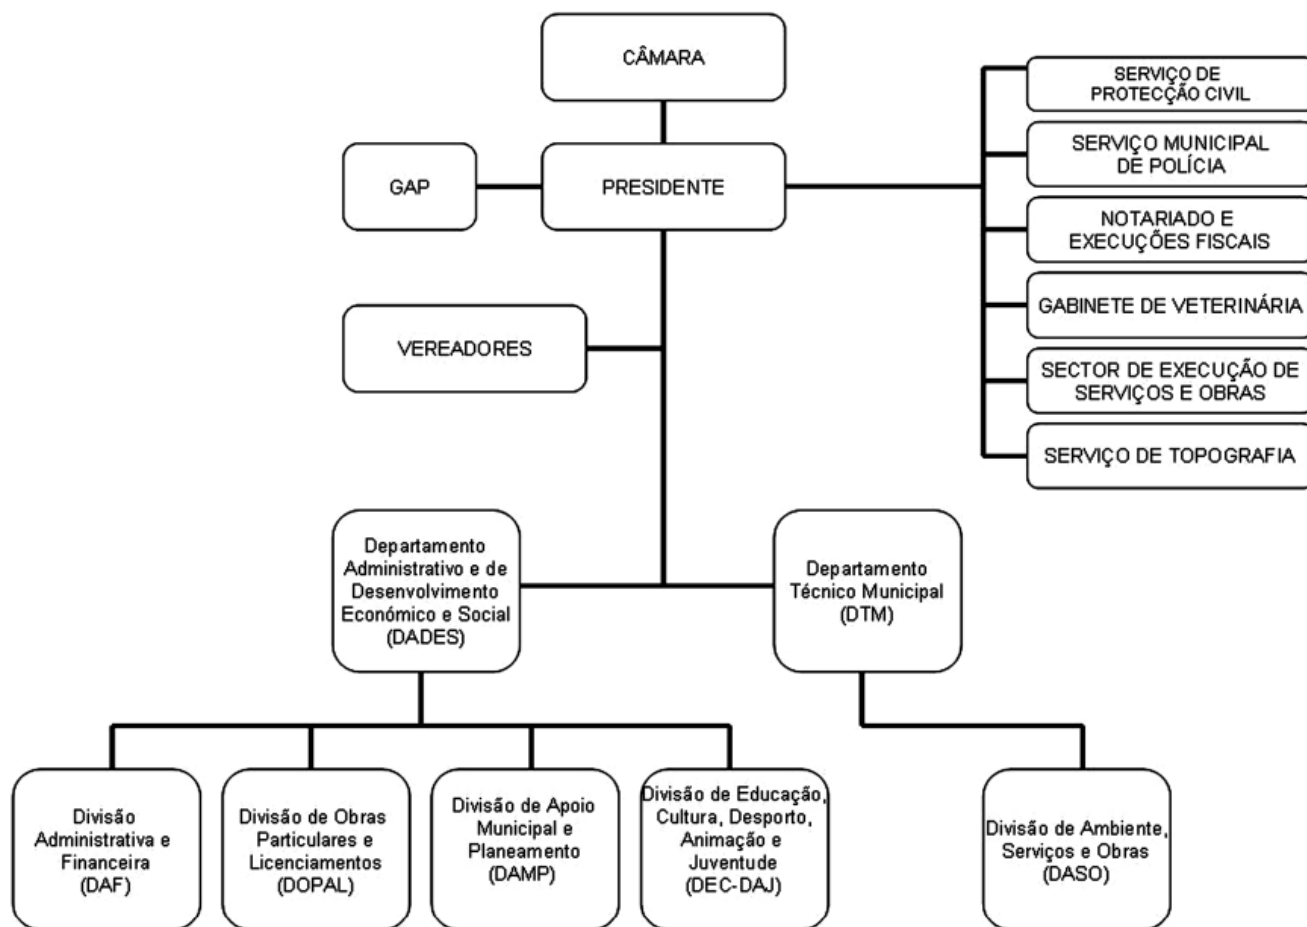 CÂMARA
GAP
PRESIDENTE
VEREADORES
SERVIÇO DE
PROTECÇÃO CIVIL
SERVIÇO MUNICIPAL
DE POLÍCIA
NOTARIADO E
EXECUÇÕES FISCAIS
GABINETE DE VETERINÁRIA
SECTOR DE EXECUÇÃO DE
SERVIÇOS E OBRAS
SERVIÇO DE TOPOGRAFIA
Departamento
Administrativo e de
Desenvolvimento
Económico e Social
(DADES)
Departamento
Técnico Municipal
(DTM)
Divisão
Administrativa e
Financeira
(DAF)
Divisão de Obras
Particulares e
Licenciamentos
(DOPAL)
Divisão de Apoio
Municipal e
Planeamento
(DAMP)
Divisão de Educação,
Cultura, Desporto,
Animação e
Juventude
(DEC-DAJ)
Divisão de Ambiente,
Serviços e Obras
(DASO)